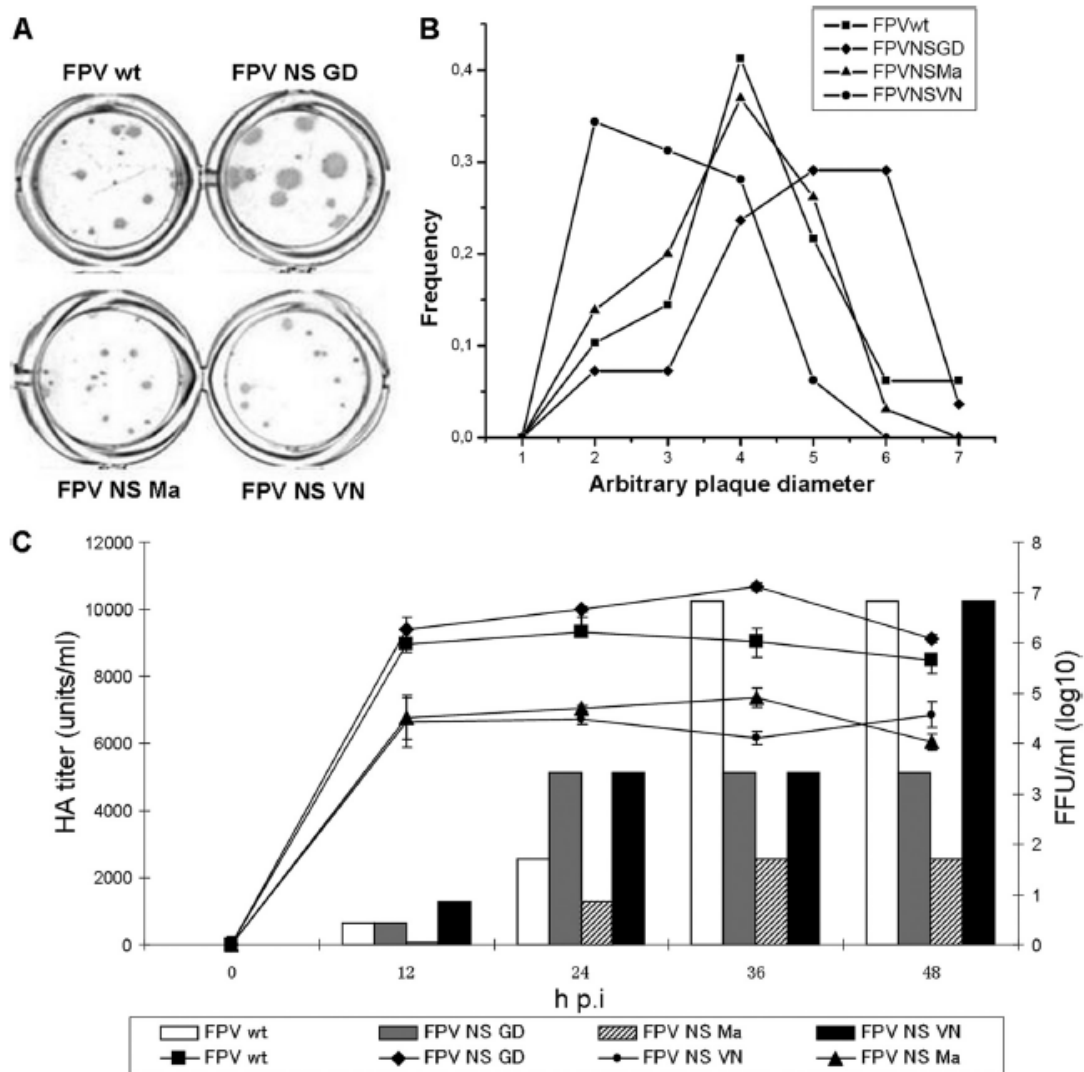 A
FPV wt FPV NS GD
FPV NS Ma FPV NS VN
B
FPVwt
FPVNSGD
FPVNSMa
FPVNSVN
0,4
0,3
0,2
0,1
0,0
Frequency
1 2 3 4 5 6 7
Arbitrary plaque diameter
C
HA titer (units/ml)
12000
10000
8000
6000
4000
2000
0
8
7
6
5
4
3
2
1
0
FFU/ml (log10)
0 12 24 36 48
h p.i
FPV wt FPV NS GD FPV NS Ma FPV NS VN
FPV wt FPV NS GD FPV NS VN FPV NS Ma